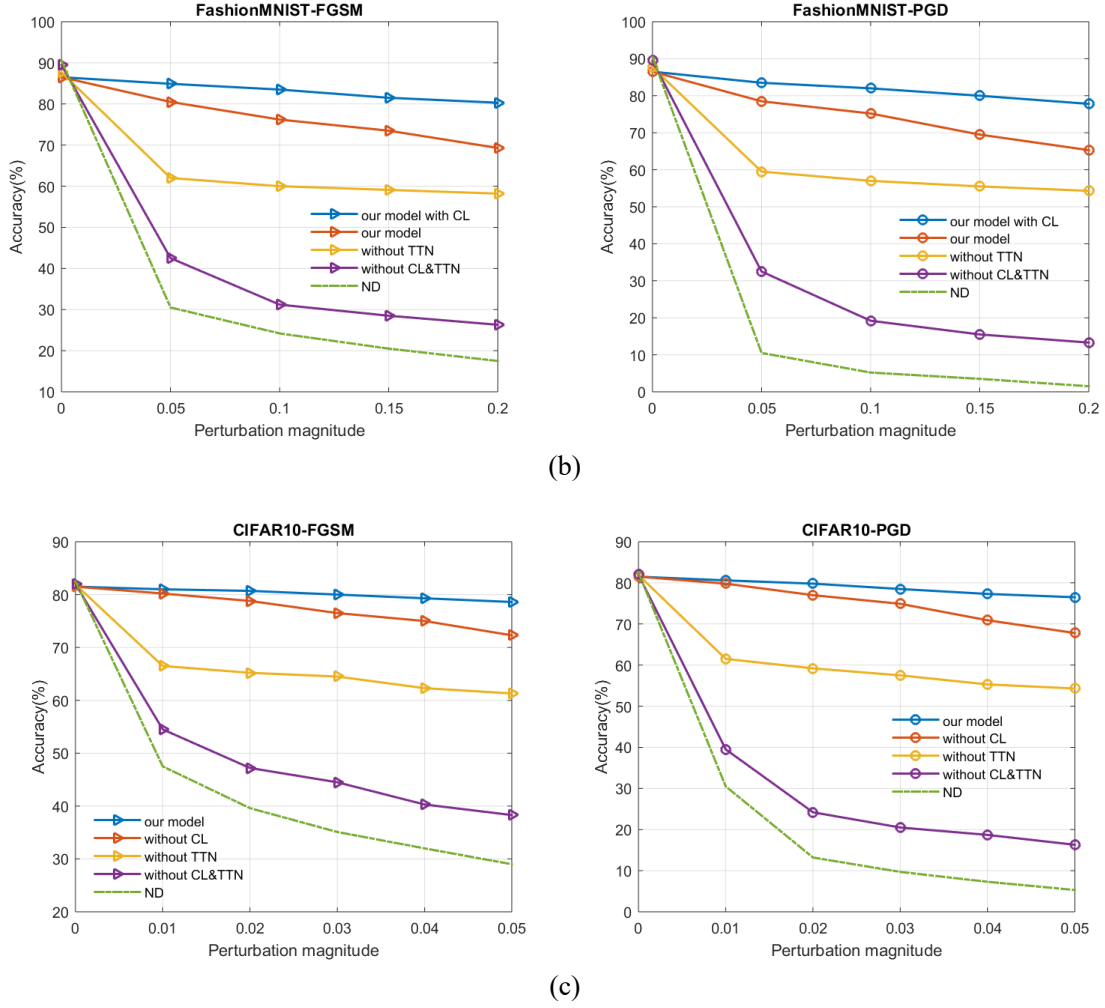 FashionMNIST-FGSM
100
90
80
70
60
50
40
30
20
10
Accuracy(%)
our model with CL
our model
without TTN
without CL&TTN
ND
0
0.05
0.1
0.15
0.2
Perturbation magnitude
FashionMNIST-PGD
100
90
80
70
60
50
40
30
20
10
0
Accuracy(%)
our model with CL
our model
without TTN
without CL&TTN
ND
0
0.05
0.1
0.15
0.2
Perturbation magnitude
(b)
CIFAR10-FGSM
90
80
70
60
50
40
30
20
Accuracy(%)
our model
without CL
without TTN
without CL&TTN
ND
0
0.01
0.02
0.03
0.04
0.05
Perturbation magnitude
CIFAR10-PGD
90
80
70
60
50
40
30
20
10
0
Accuracy(%)
our model
without CL
without TTN
without CL&TTN
ND
0
0.01
0.02
0.03
0.04
0.05
Perturbation magnitude
(c)